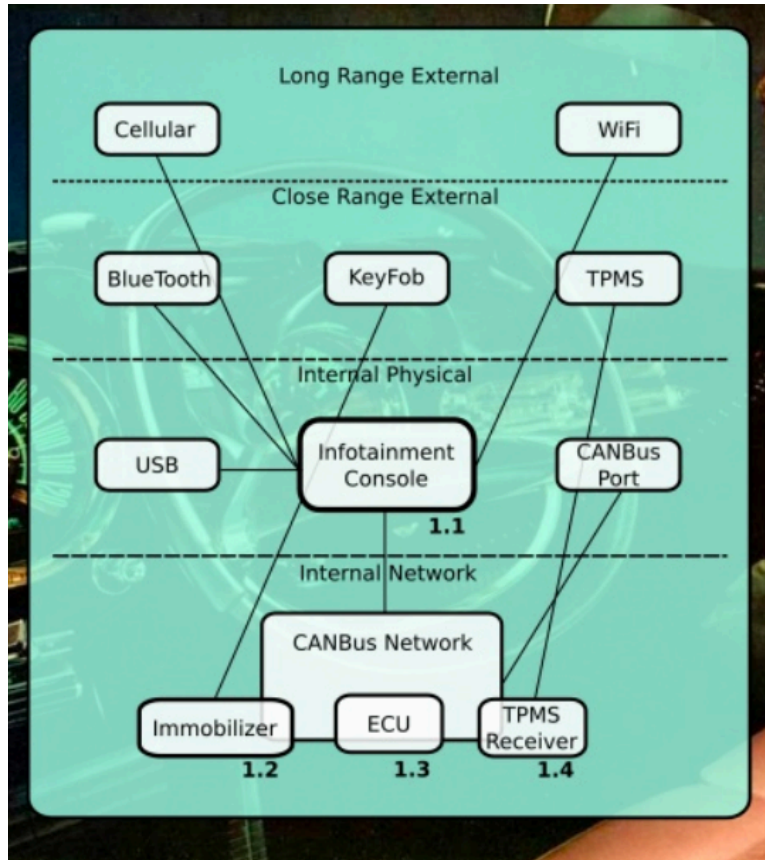 Long Range External
Cellular
WiFi
Close Range External
BlueTooth
KeyFob
TPMS
Internal Physical
USB
Infotainment
Console
CANBus
Port
1.1
Internal Network
CANBus Network
Immobilizer
ECU
TPMS
Receiver
1.2
1.3
1.4